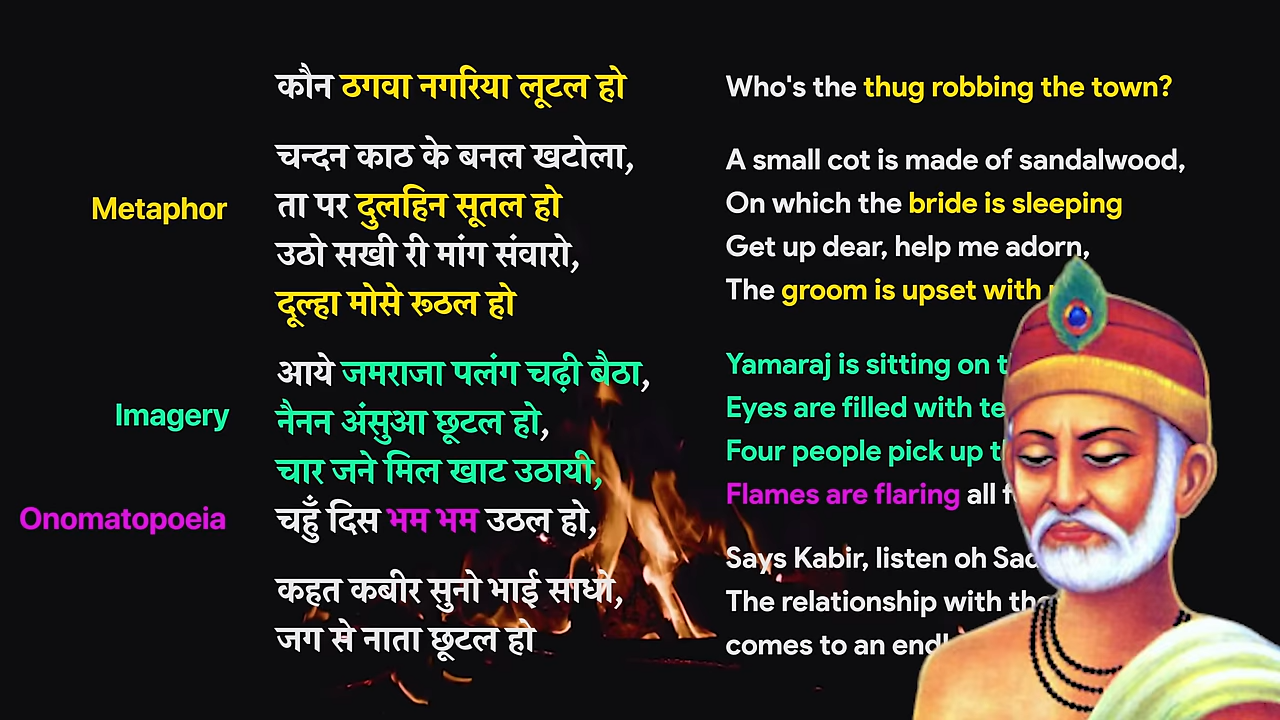 कौन ठगवा नगरिया लूटल हो
चन्दन काठ के बनल खटोला,
ता पर दुलहिन सूतल हो
उठो सखी री मांग संवारो,
दूल्हा मोसे रूठल हो
आये जमराजा पलंग चढ़ी बैठा,
नैनन अंसुआ छूटल हो,
चार जने मिल खाट उठायी,
चहुँ दिस भम भम उठल हो,
कहत कबीर सुनो भाई साधो,
जग से नाता छूटल हो
Metaphor
Imagery
Onomatopoeia
Who's the thug robbing the town?
A small cot is made of sandalwood,
On which the bride is sleeping
Get up dear, help me adorn,
The groom is upset with
Yamaraj is sitting on
Eyes are filled with
Four people pick up
Flames are flaring all
Says Kabir, listen oh
The relationship with
comes to an end